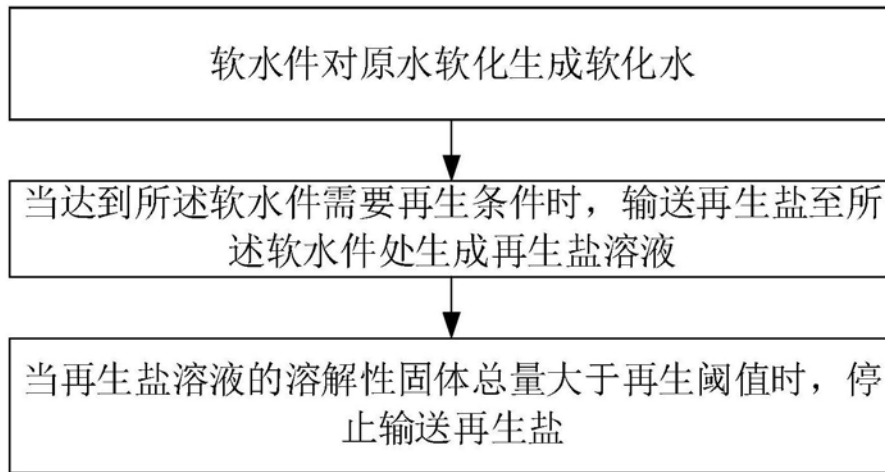 软水件对原水软化生成软化水
当达到所述软水件需要再生条件时，输送再生盐至所
述软水件处生成再生盐溶液
当再生盐溶液的溶解性固体总量大于再生阈值时，停
止输送再生盐